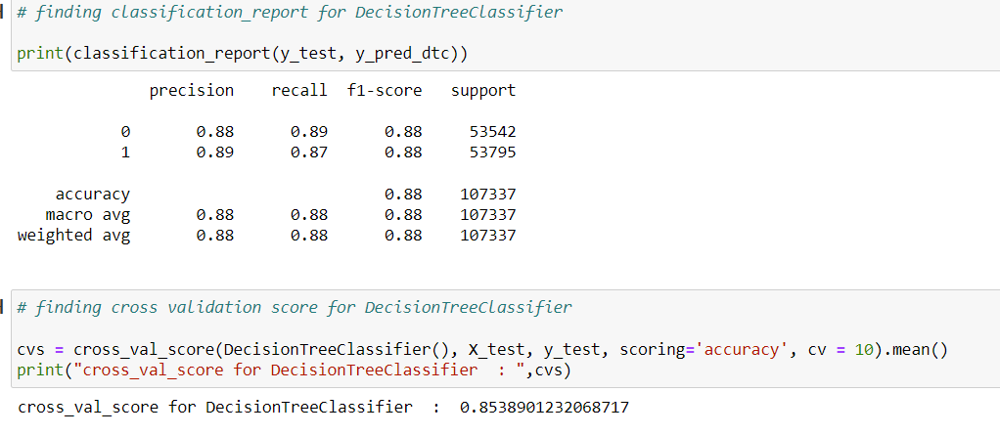 # finding classification_report for DecisionTreeClassifier
print(classification_report(y_test, y_pred_dtc))
precision recall f1-score support
0 0.88 0.89 0.88 53542
1 0.89 0.87 0.88 53795
accuracy 0.88 107337
macro avg 0.88 0.88 0.88 107337
weighted avg 0.88 0.88 0.88 107337
# finding cross validation score for DecisionTreeClassifier
cvs = cross_val_score(DecisionTreeClassifier(), X_test, y_test, scoring='accuracy', cv = 10).mean()
print("cross_val_score for DecisionTreeClassifier  : ",cvs)
cross_val_score for DecisionTreeClassifier  :  0.8538901232068717